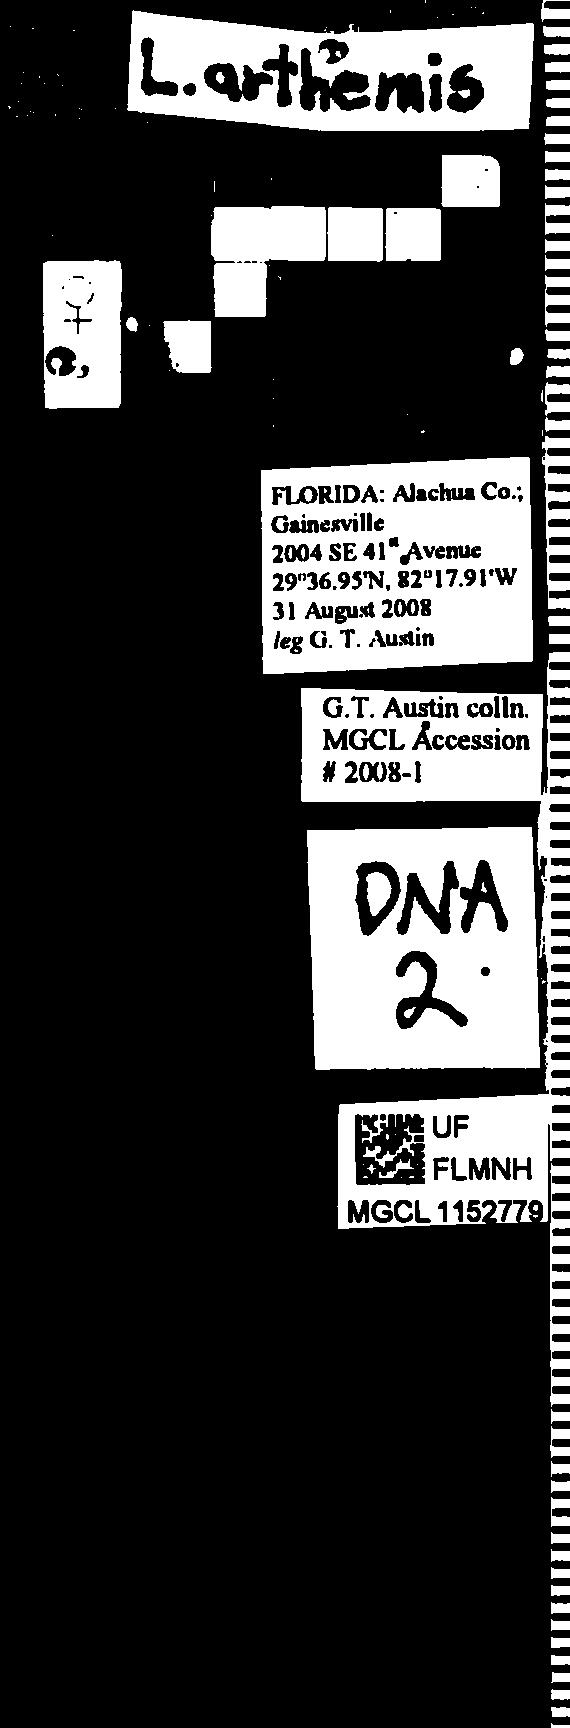 L. arthemis
♀
FLORIDA: Alachua Co.;
Gainesville
2004 SE 41st Avenue
29°36.95'N, 82°17.91'W
31 August 2008
leg G. T. Austin
G.T. Austin colln.
MGCL Accession
# 2008-1
DNA
2
UF
FLMNH
MGCL 1152779